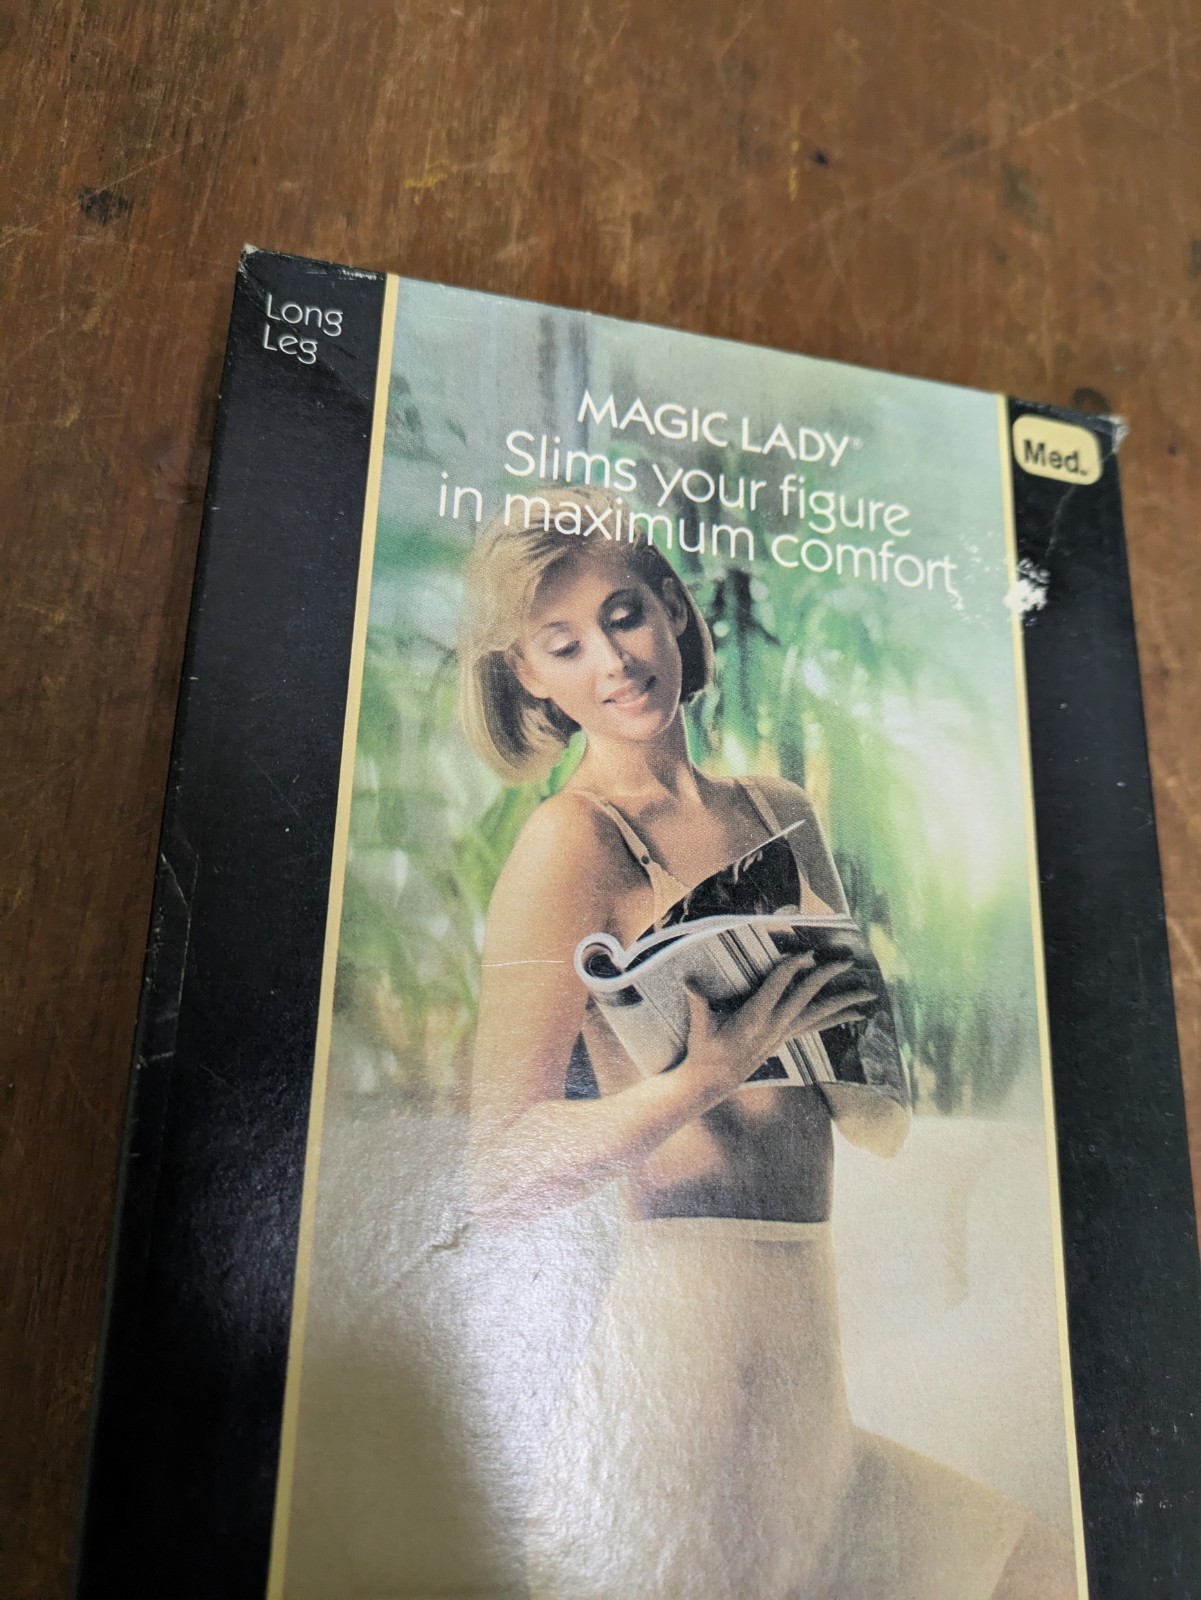 Long
Leg
MAGIC LADY®
Slims your figure
in maximum comfort
Med.